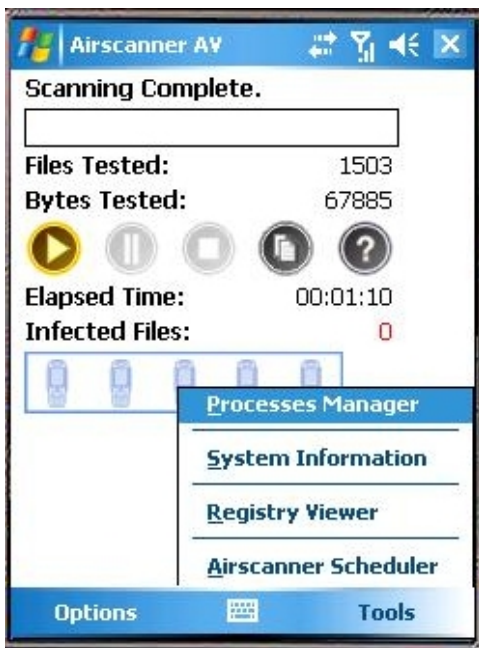 Airscanner AV
Scanning Complete.
Files Tested: 1503
Bytes Tested: 67885
?
Elapsed Time: 00:01:10
Infected Files: 0
Processes Manager
System Information
Registry Viewer
Airscanner Scheduler
Options Tools